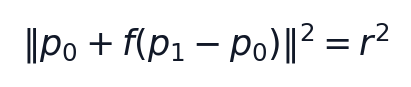 ‖p₀ + f(p₁ − p₀)‖² = r²